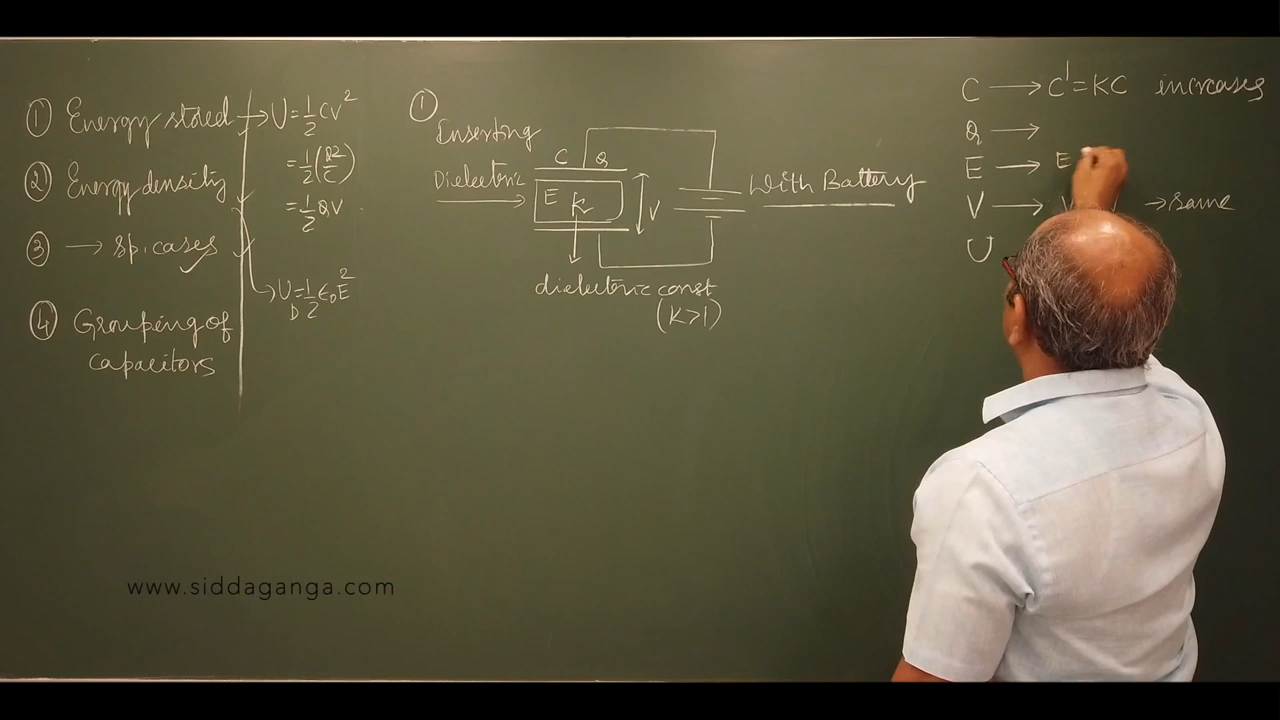 ① Energy stored → U = 1/2 CV²
= 1/2 (Q²/C)
= 1/2 QV
② Energy density
③ → sp. cases
→ U_D = 1/2 ε₀E²
④ Grouping of
capacitors
①
Inserting
Dielectric
C Q
E K
V
With Battery
dielectric const
(K>1)
C → C' = KC increases
Q →
E → E
V → → same
U
www.siddaganga.com